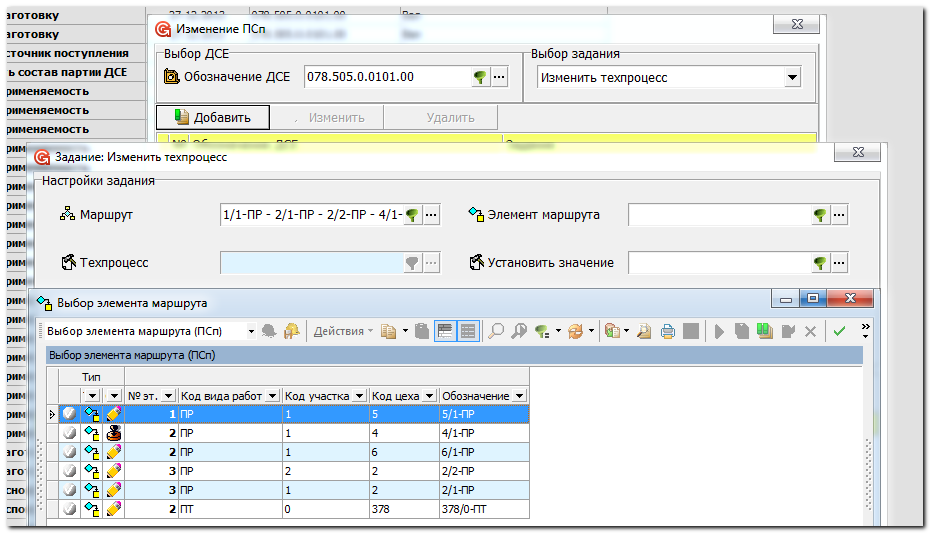 аготовку
Изменение ПСп
аготовку
сточник поступления
Выбор ДСЕ
Выбор задания
ь состав партии ДСЕ
Обозначение ДСЕ
078.505.0.0101.00
...
Изменить техпроцесс
рименяемость
рименяемость
Добавить
Изменить
Удалить
рименяемость
Задание: Изменить техпроцесс
Настройки задания
Маршрут
1/1-ПР - 2/1-ПР - 2/2-ПР - 4/1-
...
Элемент маршрута
...
Техпроцесс
...
Установить значение
...
Выбор элемента маршрута
Выбор элемента маршрута (ПСп)
Действия
Выбор элемента маршрута (ПСп)
Тип
№ эт.
Код вида работ
Код участка
Код цеха
Обозначение
1 ПР 1 5 5/1-ПР
2 ПР 1 4 4/1-ПР
2 ПР 1 6 6/1-ПР
3 ПР 2 2 2/2-ПР
3 ПР 1 2 2/1-ПР
2 ПТ 0 378 378/0-ПТ